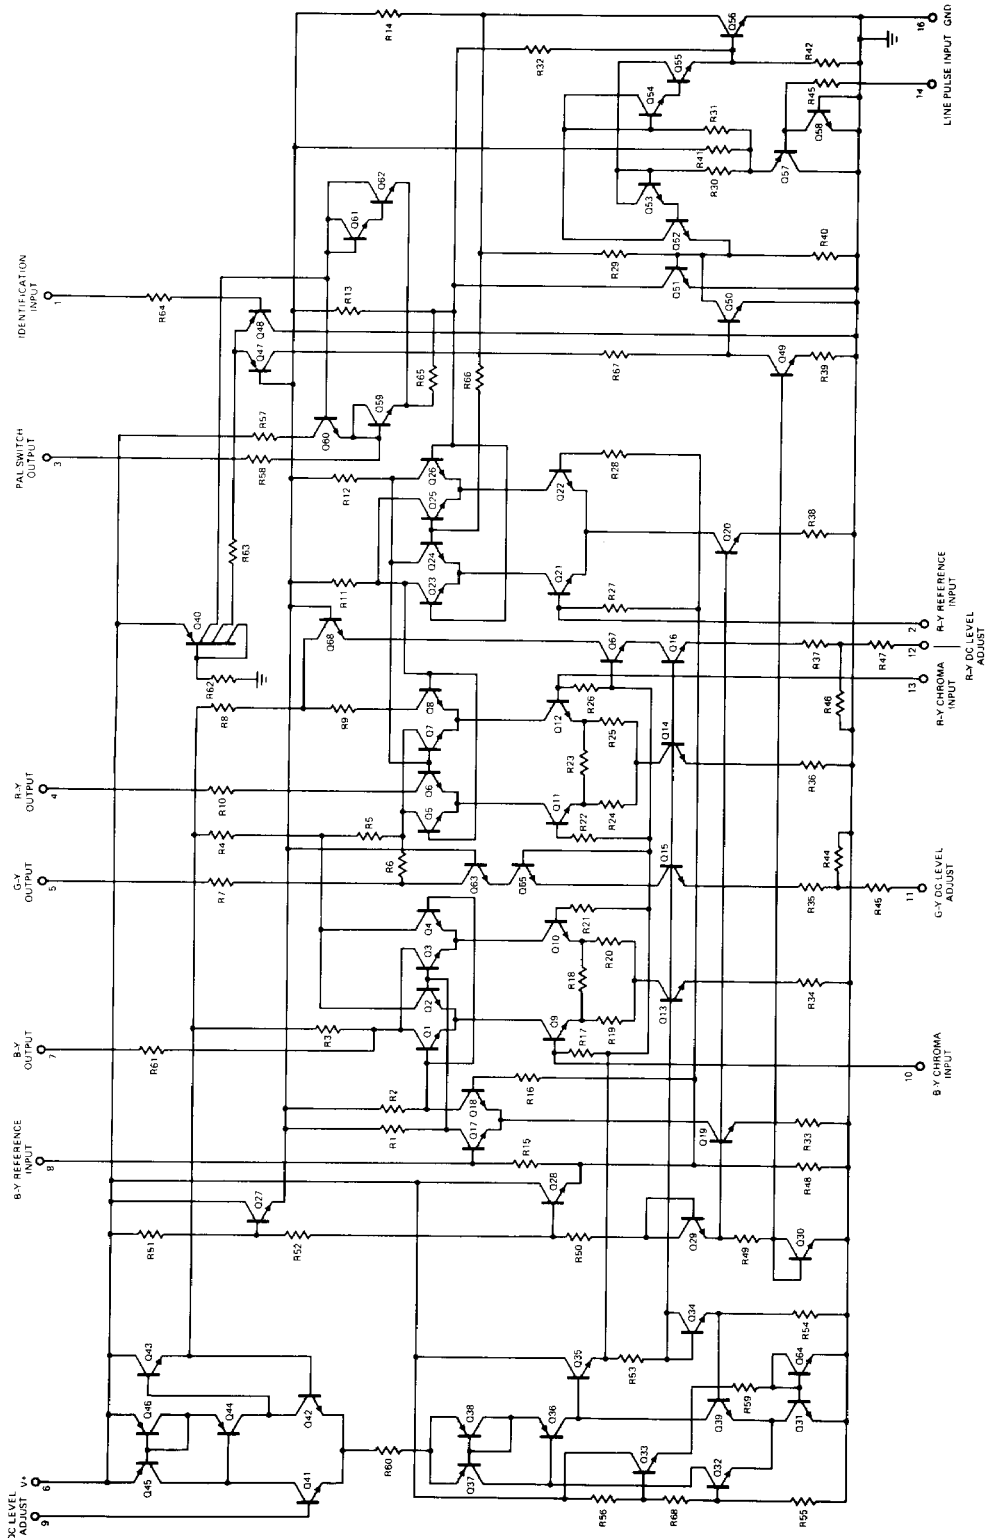 IDENTIFICATION
INPUT
1
PAL SWITCH
OUTPUT
3
R-Y
OUTPUT
4
G-Y
OUTPUT
5
B-Y
OUTPUT
7
B-Y REFERENCE
INPUT
8
V+
6
DC LEVEL
ADJUST
9
GND
16
LINE PULSE INPUT
14
R-Y REFERENCE
INPUT
2
R-Y DC LEVEL
ADJUST
12
R-Y CHROMA
INPUT
13
G-Y DC LEVEL
ADJUST
11
B-Y CHROMA
INPUT
10
R14
Q56
R32
Q55
R42
Q54
R45
R31
Q58
R41
R30
Q57
Q62
Q53
Q61
Q52
R40
R29
Q51
R64
R13
Q50
Q48
Q47
R67
Q49
R39
R65
R66
R57
Q59
Q60
R58
R12
Q26
Q25
Q22
R28
R63
Q24
Q23
R11
Q21
Q20
R38
R27
Q40
Q68
R62
R8
R9
Q67
Q16
R37
R47
R46
Q8
Q7
Q12
R26
R25
R23
Q14
R36
R10
Q6
Q5
Q11
R24
R22
R4
R5
R6
R7
Q63
Q65
Q15
R44
R35
R45
Q4
Q3
Q10
R21
R20
R18
Q2
Q1
Q9
R19
R17
Q13
R34
R3
R61
R2
R1
Q18
Q17
R16
R15
Q19
R33
R48
Q27
Q28
R51
R52
R50
Q29
R49
Q30
Q43
Q46
Q44
Q45
Q42
Q41
R60
Q38
Q37
Q36
Q35
R53
Q34
R54
Q64
R59
Q39
Q31
Q33
Q32
R56
R68
R55